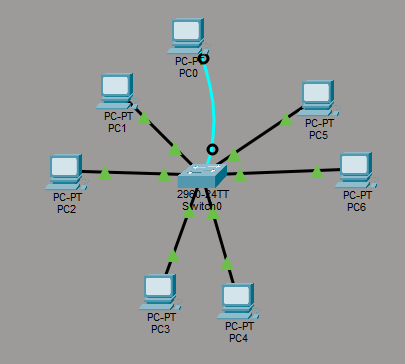 PC-PT
PC0
PC-PT
PC1
PC-PT
PC5
PC-PT
PC2
2960-24TT
Switch0
PC-PT
PC6
PC-PT
PC3
PC-PT
PC4